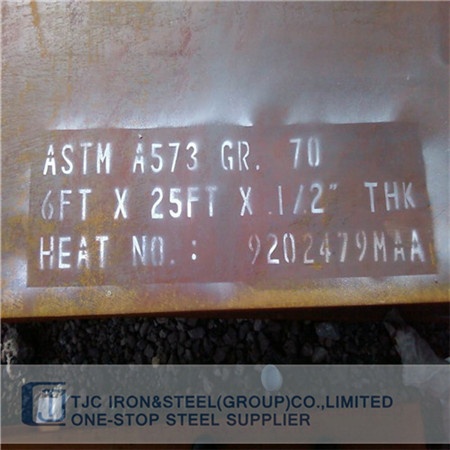 ASTM A573 GR. 70
6FT X 25FT X 1/2" THK
HEAT NO.: 9202479MAA
TJC IRON&STEEL(GROUP)CO.,LIMITED
ONE-STOP STEEL SUPPLIER